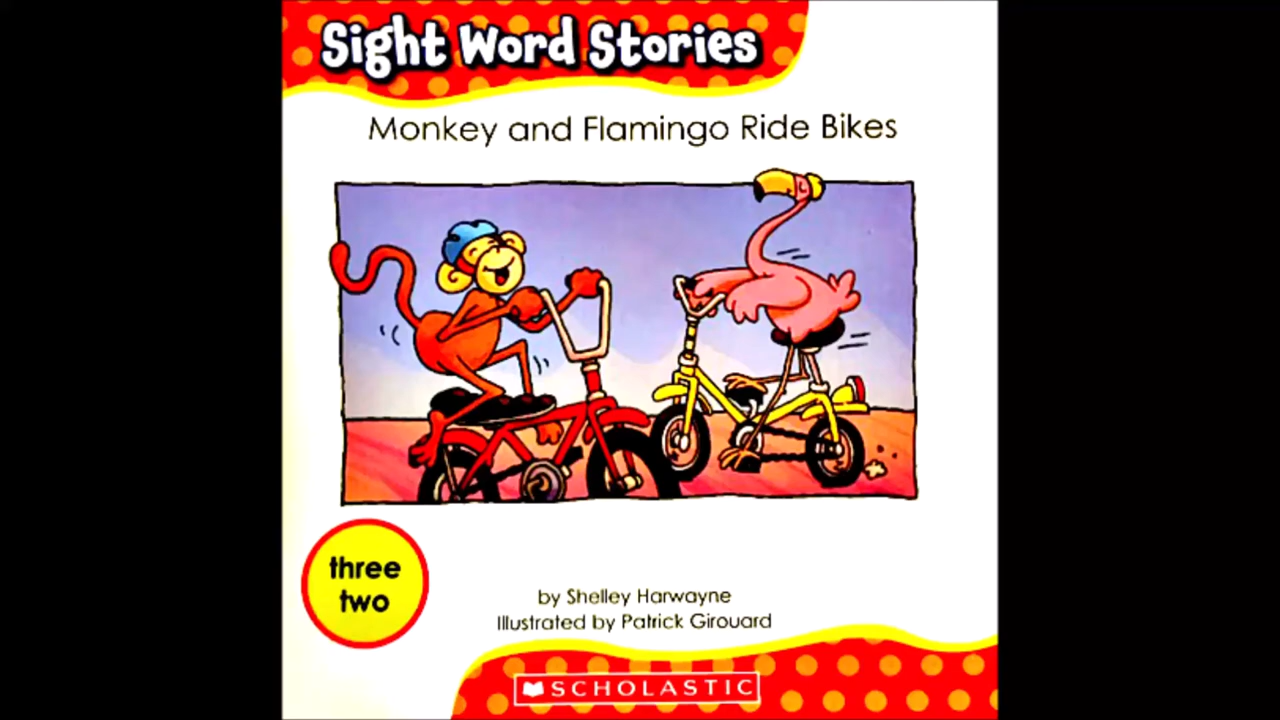 Sight Word Stories
Monkey and Flamingo Ride Bikes
three
two
by Shelley Harwayne
Illustrated by Patrick Girouard
SCHOLASTIC